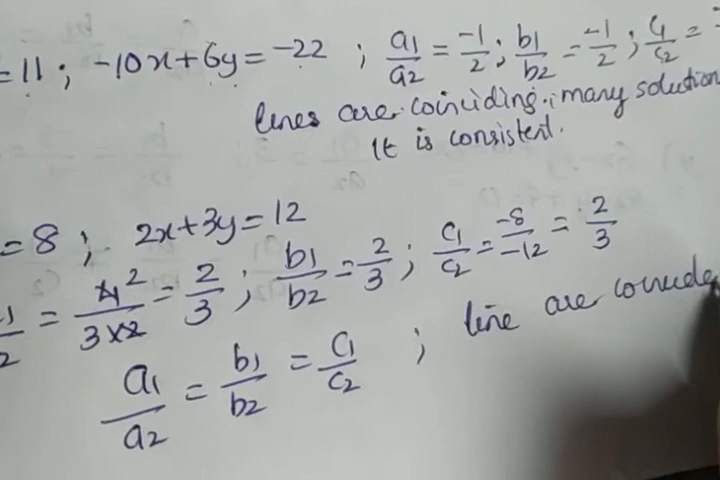 =11; -10x+6y=-22 ; a1/a2 = -1/2; b1/b2 = -1/2; c1/c2 =
lines are coinciding; many solution
It is consistent.
=8; 2x+3y=12
= 4 2/3×2 = 2/3; b1/b2 = 2/3; c1/c2 = -8/-12 = 2/3
a1/a2 = b1/b2 = c1/c2 ; line are